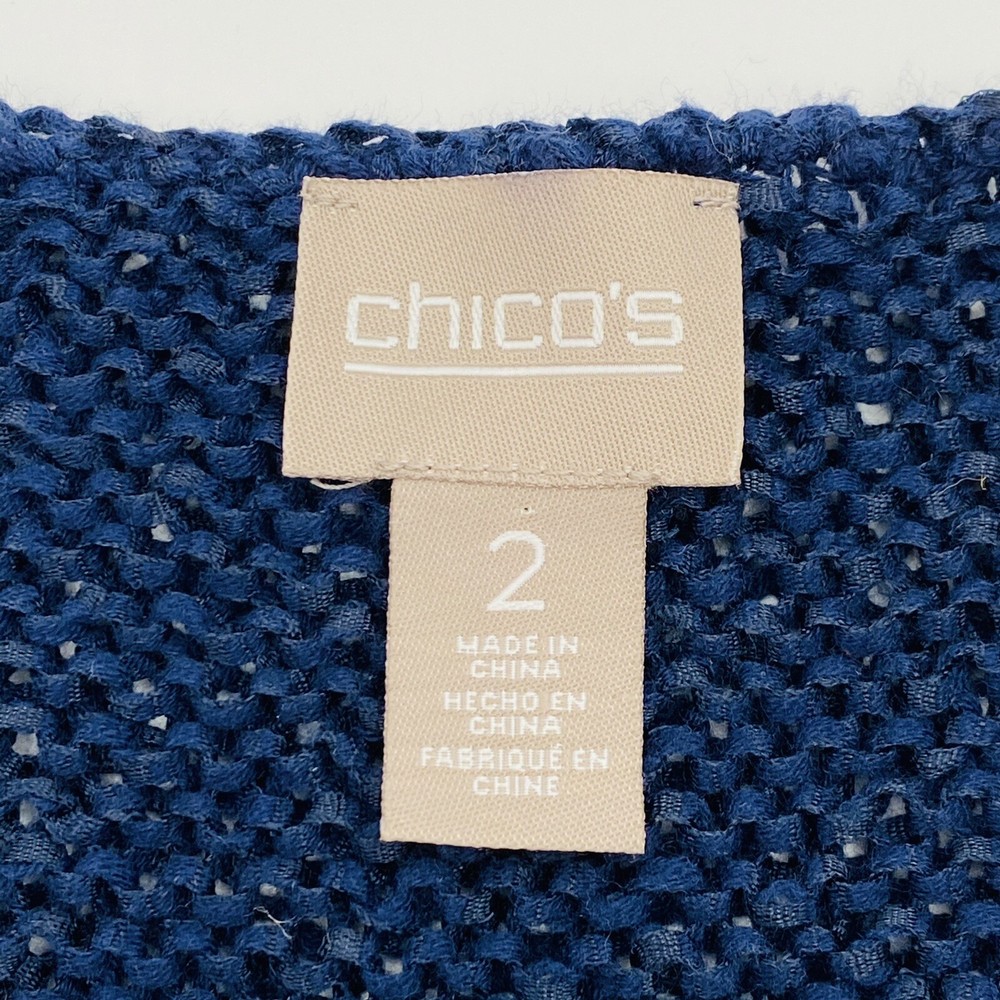 chico's
2
MADE IN
CHINA
HECHO EN
CHINA
FABRIQUÉ EN
CHINE